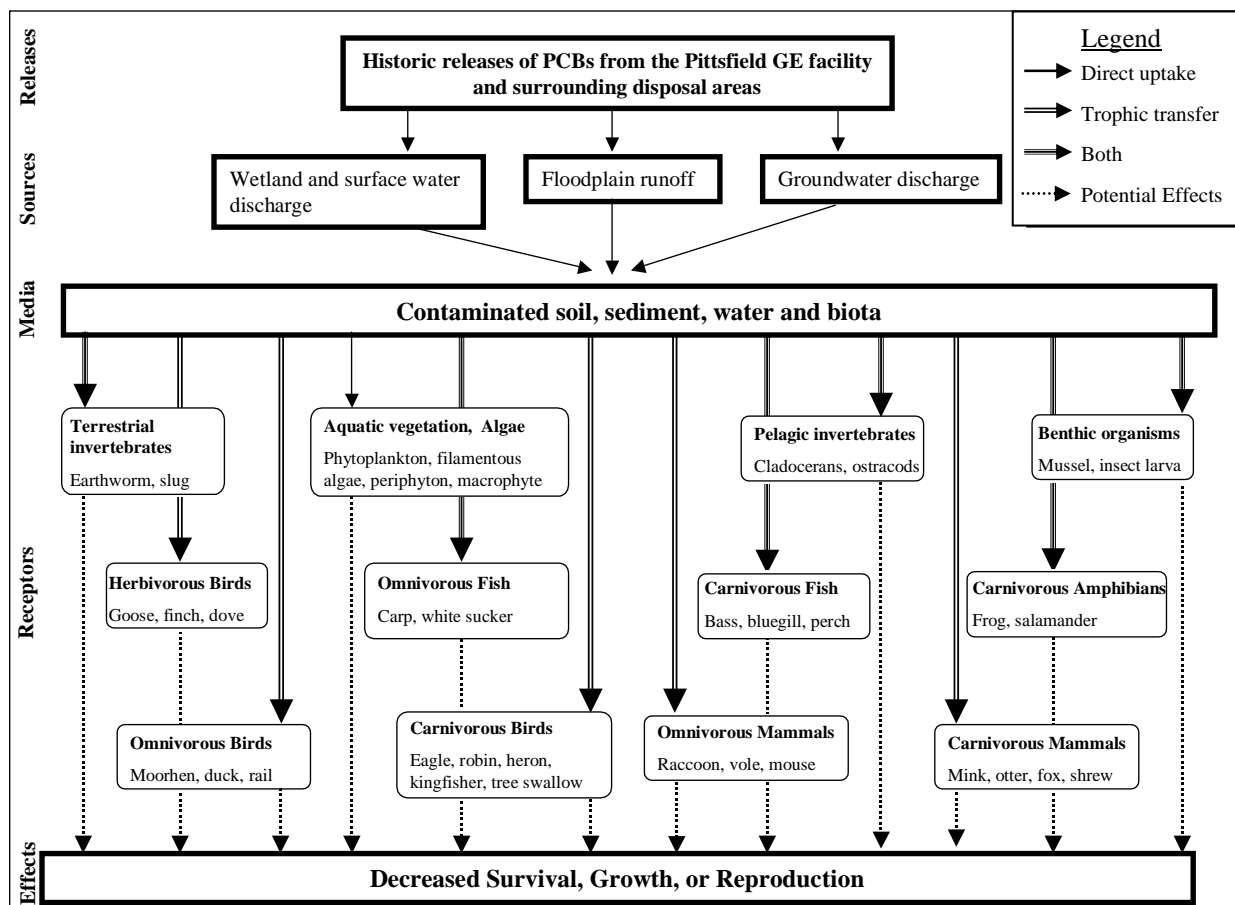 Releases
Historic releases of PCBs from the Pittsfield GE facility
and surrounding disposal areas
Legend
Direct uptake
Trophic transfer
Both
Potential Effects
Sources
Wetland and surface water
discharge
Floodplain runoff
Groundwater discharge
Media
Contaminated soil, sediment, water and biota
Receptors
Terrestrial
invertebrates
Earthworm, slug
Aquatic vegetation, Algae
Phytoplankton, filamentous
algae, periphyton, macrophyte
Pelagic invertebrates
Cladocerans, ostracods
Benthic organisms
Mussel, insect larva
Herbivorous Birds
Goose, finch, dove
Omnivorous Fish
Carp, white sucker
Carnivorous Fish
Bass, bluegill, perch
Carnivorous Amphibians
Frog, salamander
Omnivorous Birds
Moorhen, duck, rail
Carnivorous Birds
Eagle, robin, heron,
kingfisher, tree swallow
Omnivorous Mammals
Raccoon, vole, mouse
Carnivorous Mammals
Mink, otter, fox, shrew
Effects
Decreased Survival, Growth, or Reproduction